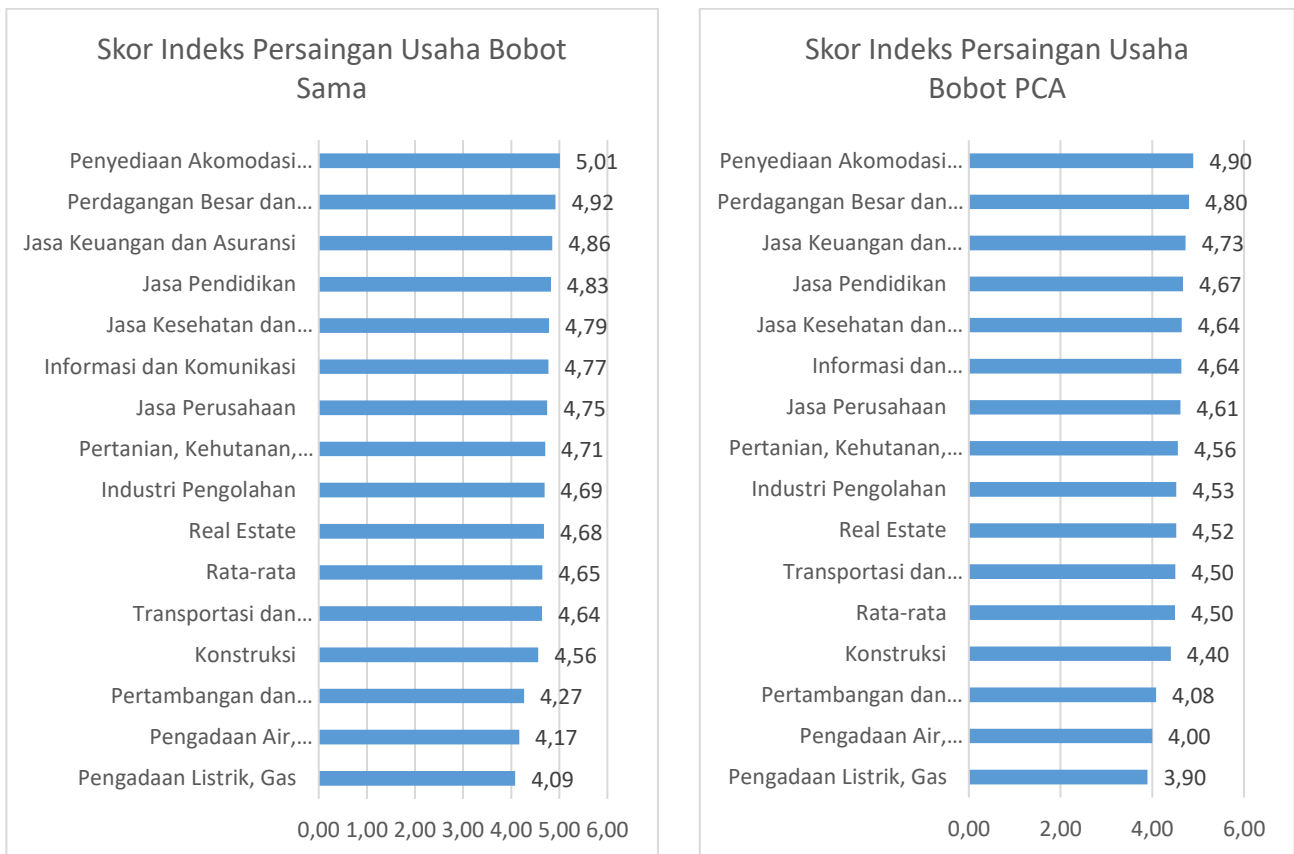 Skor Indeks Persaingan Usaha Bobot
Sama
Penyediaan Akomodasi… 5,01
Perdagangan Besar dan… 4,92
Jasa Keuangan dan Asuransi 4,86
Jasa Pendidikan 4,83
Jasa Kesehatan dan… 4,79
Informasi dan Komunikasi 4,77
Jasa Perusahaan 4,75
Pertanian, Kehutanan,… 4,71
Industri Pengolahan 4,69
Real Estate 4,68
Rata-rata 4,65
Transportasi dan… 4,64
Konstruksi 4,56
Pertambangan dan… 4,27
Pengadaan Air,… 4,17
Pengadaan Listrik, Gas 4,09
0,00 1,00 2,00 3,00 4,00 5,00 6,00
Skor Indeks Persaingan Usaha
Bobot PCA
Penyediaan Akomodasi… 4,90
Perdagangan Besar dan… 4,80
Jasa Keuangan dan… 4,73
Jasa Pendidikan 4,67
Jasa Kesehatan dan… 4,64
Informasi dan… 4,64
Jasa Perusahaan 4,61
Pertanian, Kehutanan,… 4,56
Industri Pengolahan 4,53
Real Estate 4,52
Transportasi dan… 4,50
Rata-rata 4,50
Konstruksi 4,40
Pertambangan dan… 4,08
Pengadaan Air,… 4,00
Pengadaan Listrik, Gas 3,90
0,00 2,00 4,00 6,00